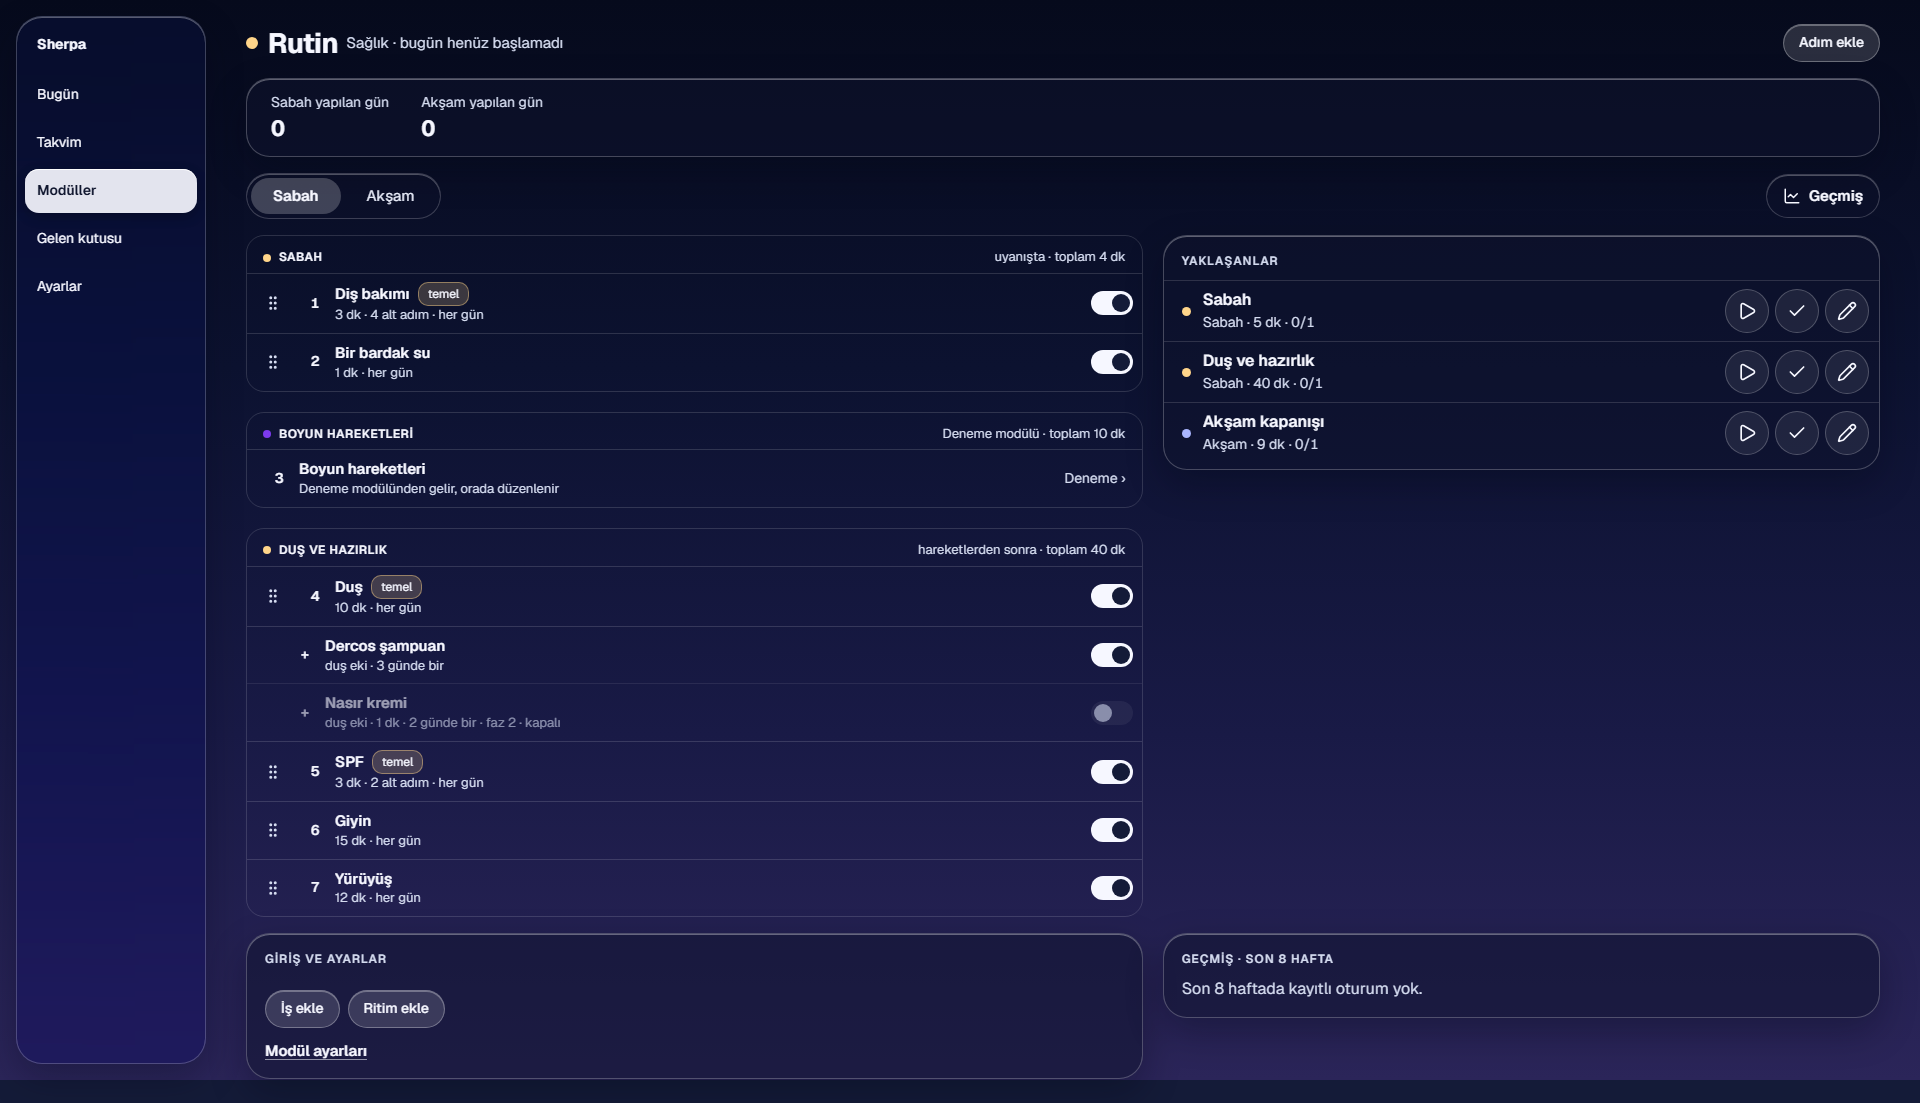 Sherpa
Bugün
Takvim
Modüller
Gelen kutusu
Ayarlar
Rutin Sağlık · bugün henüz başlamadı
Adım ekle
Sabah yapılan gün
0
Akşam yapılan gün
0
Sabah
Akşam
Geçmiş
SABAH
uyanışta · toplam 4 dk
1
Diş bakımı temel
3 dk · 4 alt adım · her gün
2
Bir bardak su
1 dk · her gün
BOYUN HAREKETLERİ
Deneme modülü · toplam 10 dk
3
Boyun hareketleri
Deneme modülünden gelir, orada düzenlenir
Deneme ›
DUŞ VE HAZIRLIK
hareketlerden sonra · toplam 40 dk
4
Duş temel
10 dk · her gün
+
Dercos şampuan
duş eki · 3 günde bir
+
Nasır kremi
duş eki · 1 dk · 2 günde bir · faz 2 · kapalı
5
SPF temel
3 dk · 2 alt adım · her gün
6
Giyin
15 dk · her gün
7
Yürüyüş
12 dk · her gün
YAKLAŞANLAR
Sabah
Sabah · 5 dk · 0/1
Duş ve hazırlık
Sabah · 40 dk · 0/1
Akşam kapanışı
Akşam · 9 dk · 0/1
GİRİŞ VE AYARLAR
İş ekle
Ritim ekle
Modül ayarları
GEÇMİŞ · SON 8 HAFTA
Son 8 haftada kayıtlı oturum yok.